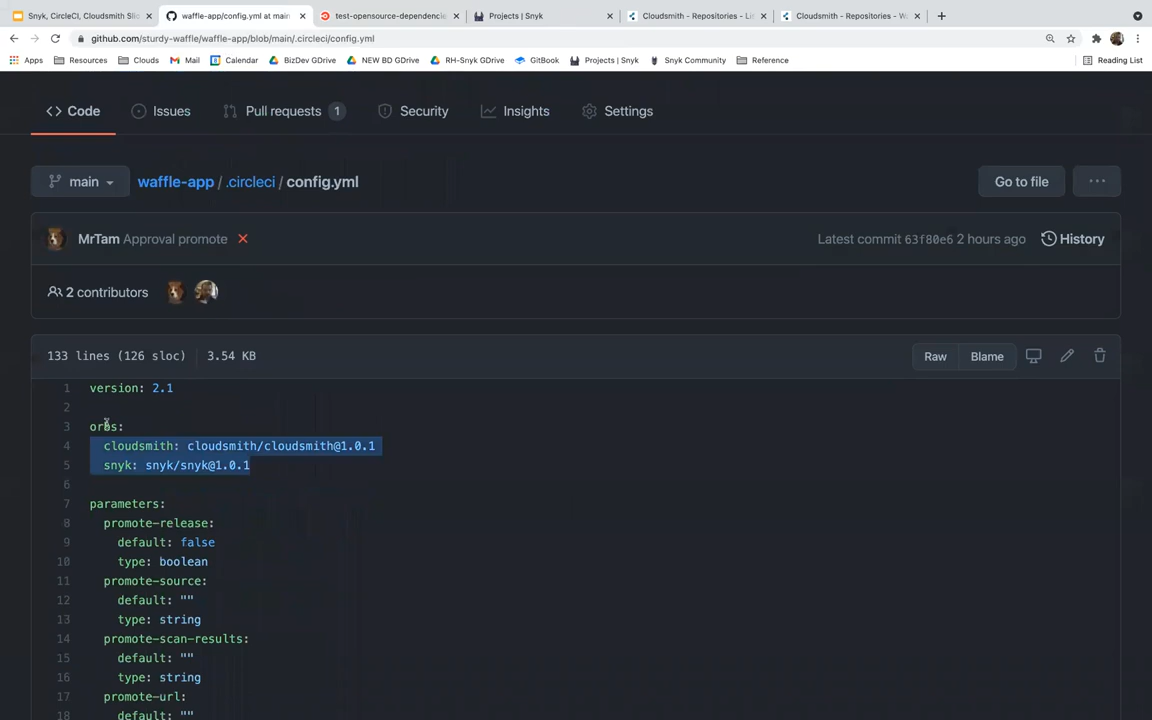 Snyk, CircleCI, Cloudsmith Slid
waffle-app/config.yml at main
test-opensource-dependencie
Projects | Snyk
Cloudsmith - Repositories - Li
Cloudsmith - Repositories - Wa
github.com/sturdy-waffle/waffle-app/blob/main/.circleci/config.yml
Apps Resources Clouds Mail Calendar BizDev GDrive NEW BD GDrive RH-Snyk GDrive GitBook Projects | Snyk Snyk Community Reference Reading List
Code Issues Pull requests 1 Security Insights Settings
main waffle-app / .circleci / config.yml Go to file ...
MrTam Approval promote Latest commit 63f80e6 2 hours ago History
2 contributors
133 lines (126 sloc) 3.54 KB Raw Blame
1 version: 2.1
2
3 orbs:
4 cloudsmith: cloudsmith/cloudsmith@1.0.1
5 snyk: snyk/snyk@1.0.1
6
7 parameters:
8 promote-release:
9 default: false
10 type: boolean
11 promote-source:
12 default: ""
13 type: string
14 promote-scan-results:
15 default: ""
16 type: string
17 promote-url:
18 default: ""